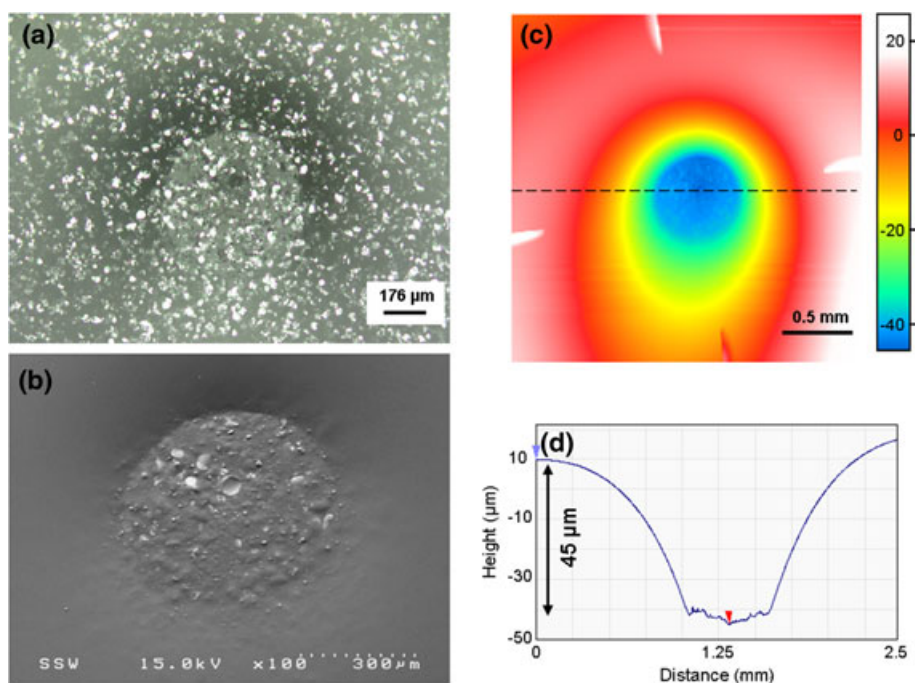 (a)
176 µm
(b)
SSW 15.0kV x100 300µm
(c)
20
0
-20
-40
0.5 mm
(d)
10
-10
-30
-50
Height (µm)
45 µm
0 1.25 2.5
Distance (mm)